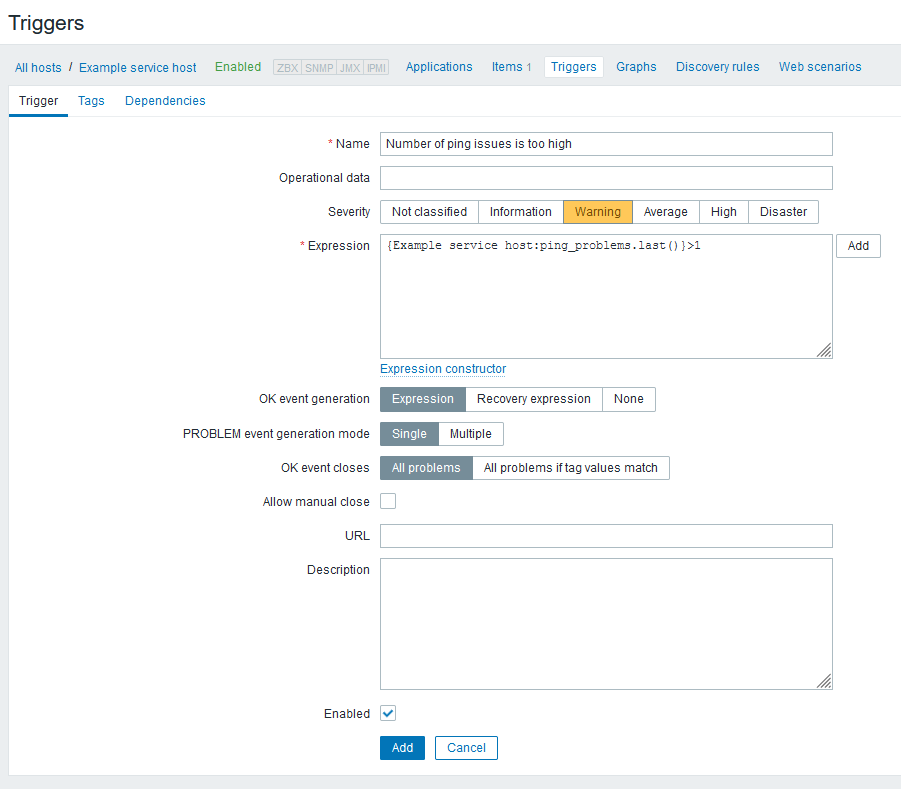 Triggers
All hosts / Example service host Enabled ZBX SNMP JMX IPMI Applications Items 1 Triggers Graphs Discovery rules Web scenarios
Trigger Tags Dependencies
* Name Number of ping issues is too high
Operational data
Severity Not classified Information Warning Average High Disaster
* Expression {Example service host:ping_problems.last()}>1 Add
Expression constructor
OK event generation Expression Recovery expression None
PROBLEM event generation mode Single Multiple
OK event closes All problems All problems if tag values match
Allow manual close
URL
Description
Enabled
Add Cancel